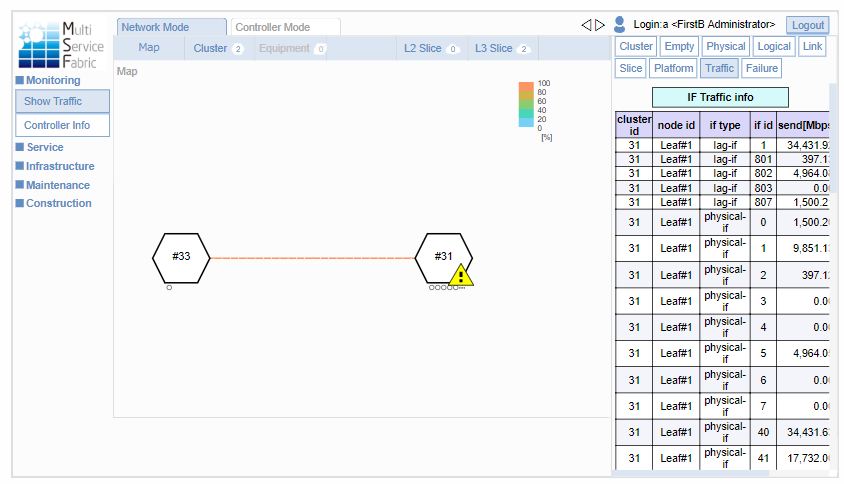 Multi
Service
Fabric
Network Mode
Controller Mode
Login:a <FirstB Administrator>
Logout
Map
Cluster 2
Equipment 0
L2 Slice 0
L3 Slice 2
Cluster Empty Physical Logical Link
Slice Platform Traffic Failure
Monitoring
Show Traffic
Controller Info
Service
Infrastructure
Maintenance
Construction
Map
100
80
60
40
20
0
[%]
#33
#31
IF Traffic info
cluster id node id if type if id send[Mbps
31 Leaf#1 lag-if 1 34,431.9
31 Leaf#1 lag-if 801 397.1
31 Leaf#1 lag-if 802 4,964.0
31 Leaf#1 lag-if 803 0.0
31 Leaf#1 lag-if 807 1,500.2
31 Leaf#1 physical-if 0 1,500.2
31 Leaf#1 physical-if 1 9,851.1
31 Leaf#1 physical-if 2 397.1
31 Leaf#1 physical-if 3 0.0
31 Leaf#1 physical-if 4 0.0
31 Leaf#1 physical-if 5 4,964.0
31 Leaf#1 physical-if 6 0.0
31 Leaf#1 physical-if 7 0.0
31 Leaf#1 physical-if 40 34,431.6
31 Leaf#1 physical-if 41 17,732.0